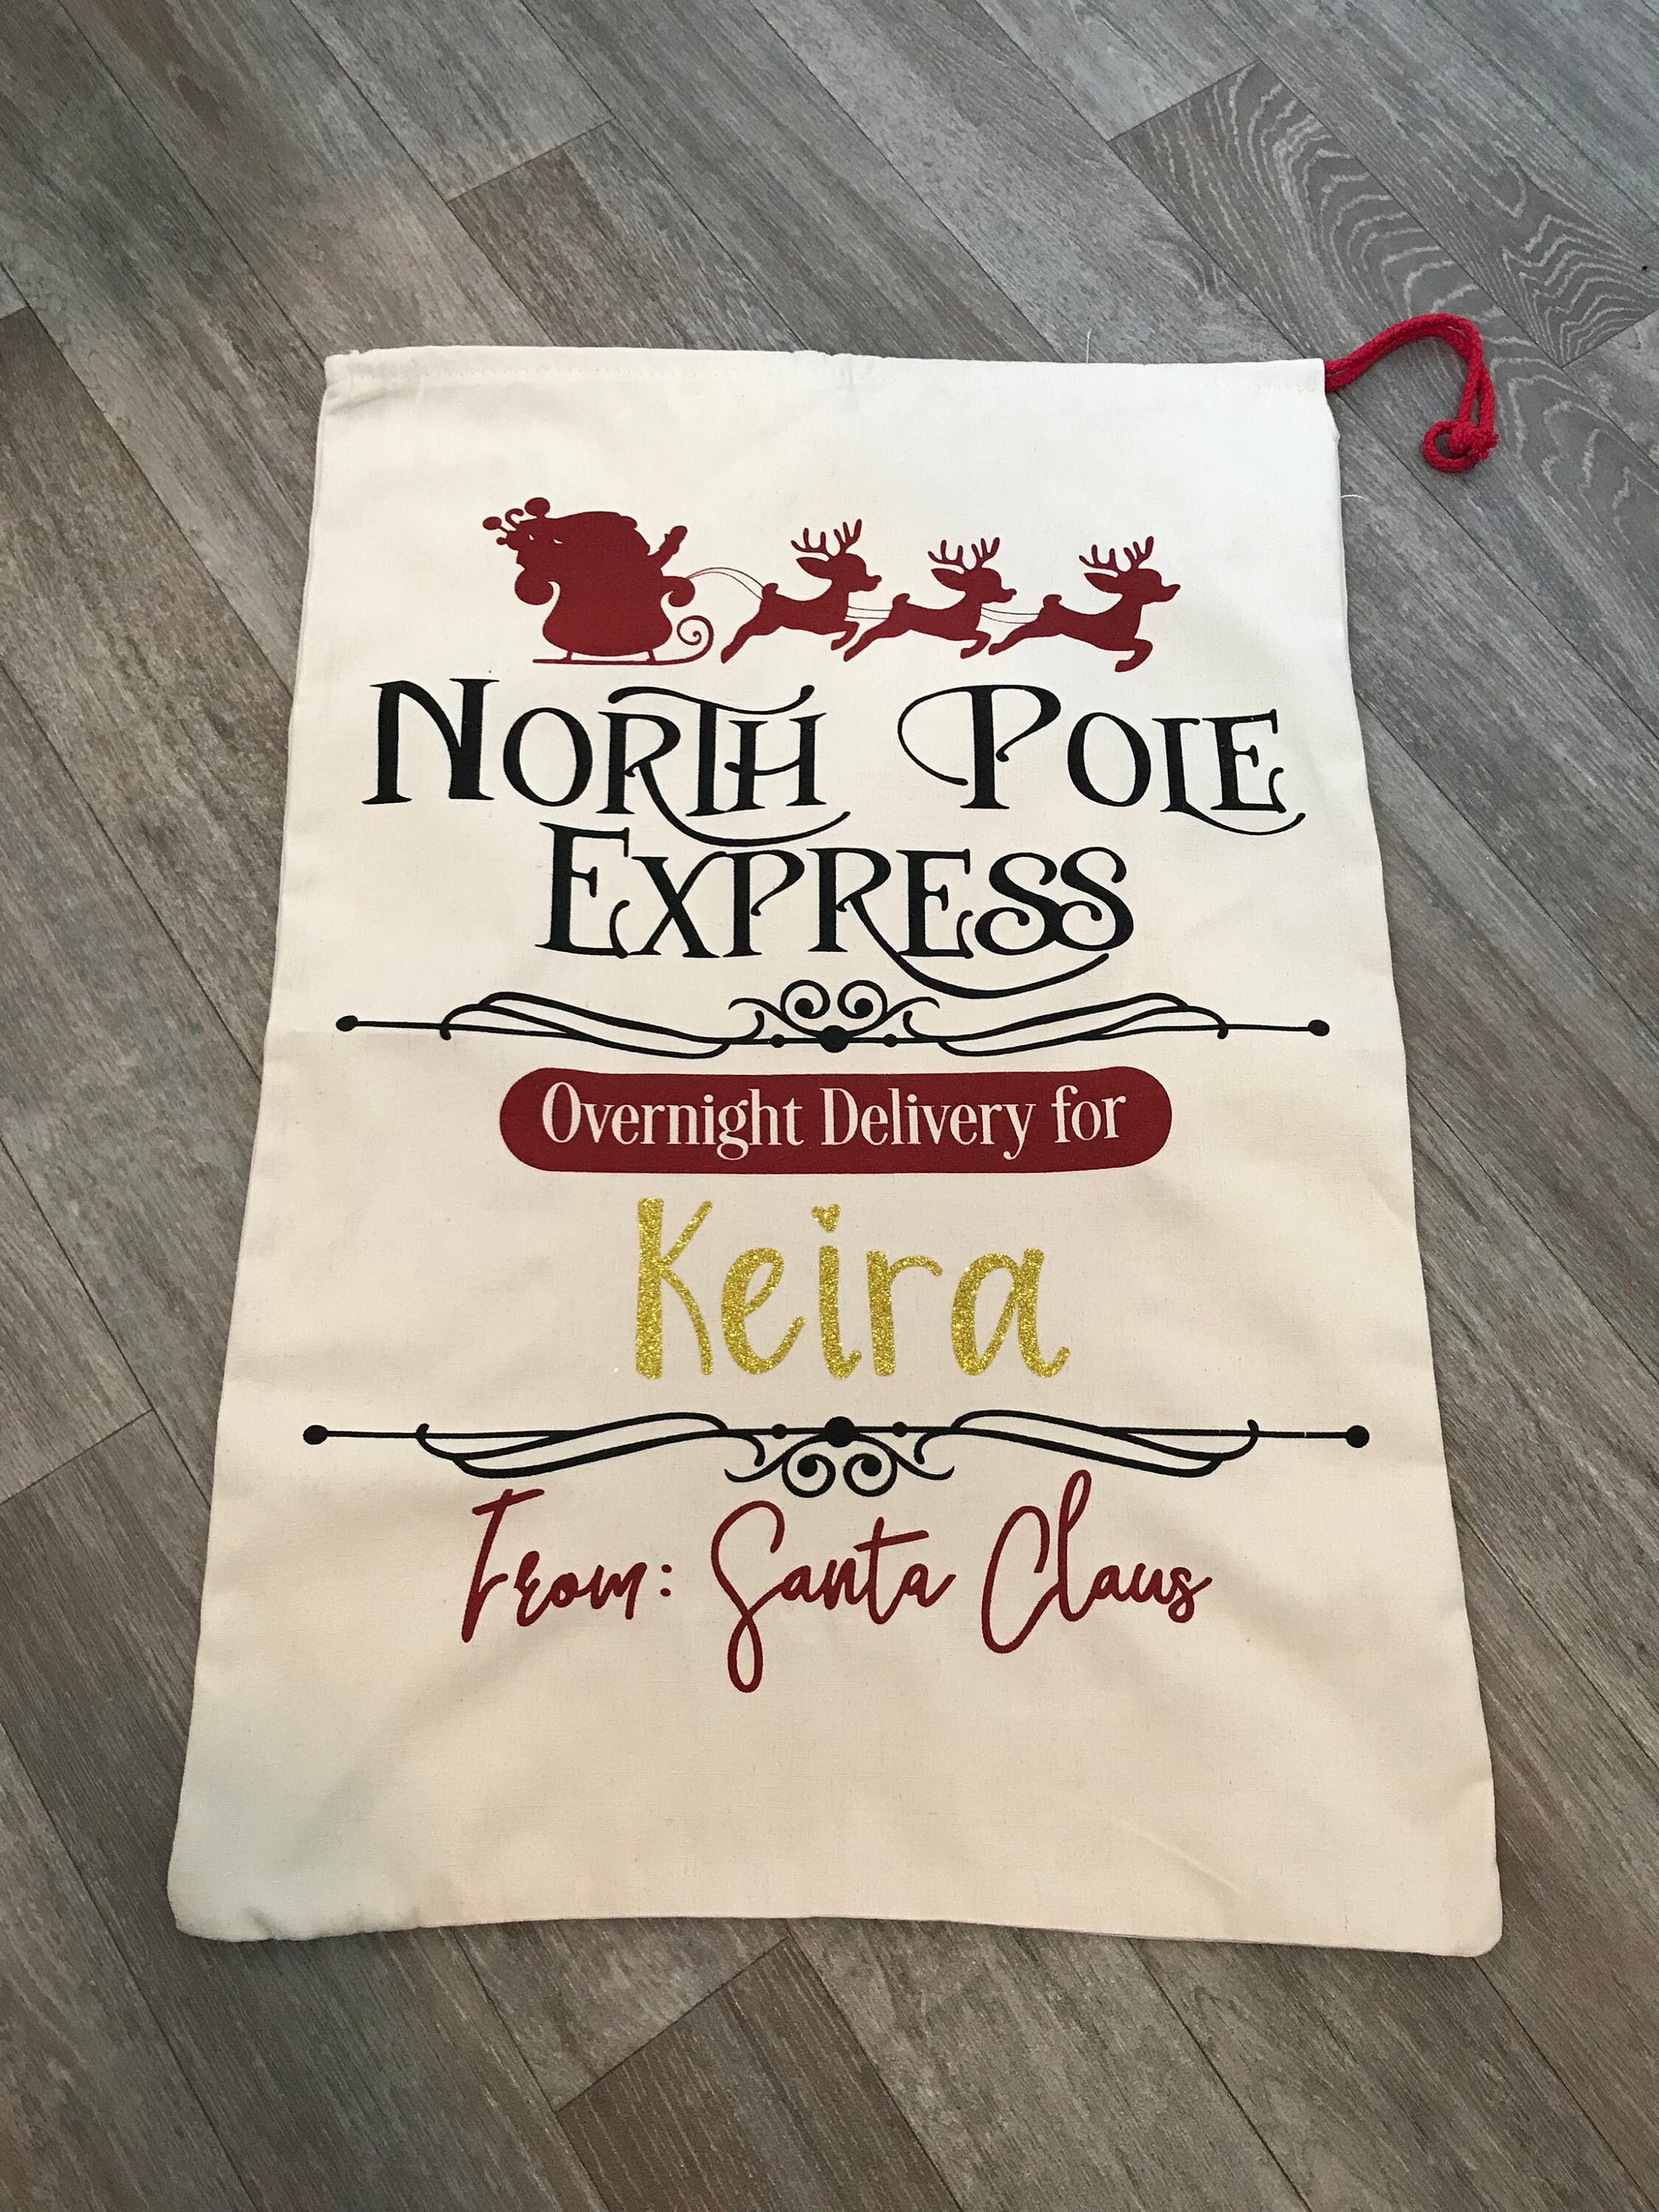 North Pole
Express
Overnight Delivery for
Keira
From: Santa Claus